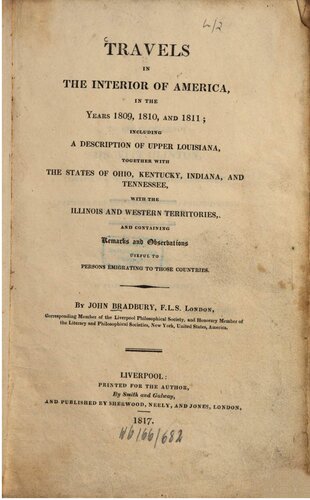 L/2
TRAVELS
IN
THE INTERIOR OF AMERICA,
IN THE
YEARS 1809, 1810, AND 1811;
INCLUDING
A DESCRIPTION OF UPPER LOUISIANA,
TOGETHER WITH
THE STATES OF OHIO, KENTUCKY, INDIANA, AND
TENNESSEE,
WITH THE
ILLINOIS AND WESTERN TERRITORIES,
AND CONTAINING
Remarks and Observations
USEFUL TO
PERSONS EMIGRATING TO THOSE COUNTRIES.
BY JOHN BRADBURY, F.L.S. LONDON,
Corresponding Member of the Liverpool Philosophical Society, and Honorary Member of
the Literary and Philosophical Societies, New York, United States, America.
LIVERPOOL:
PRINTED FOR THE AUTHOR,
By Smith and Galway,
AND PUBLISHED BY SHERWOOD, NEELY, AND JONES, LONDON,
1817.
Hb/66/682